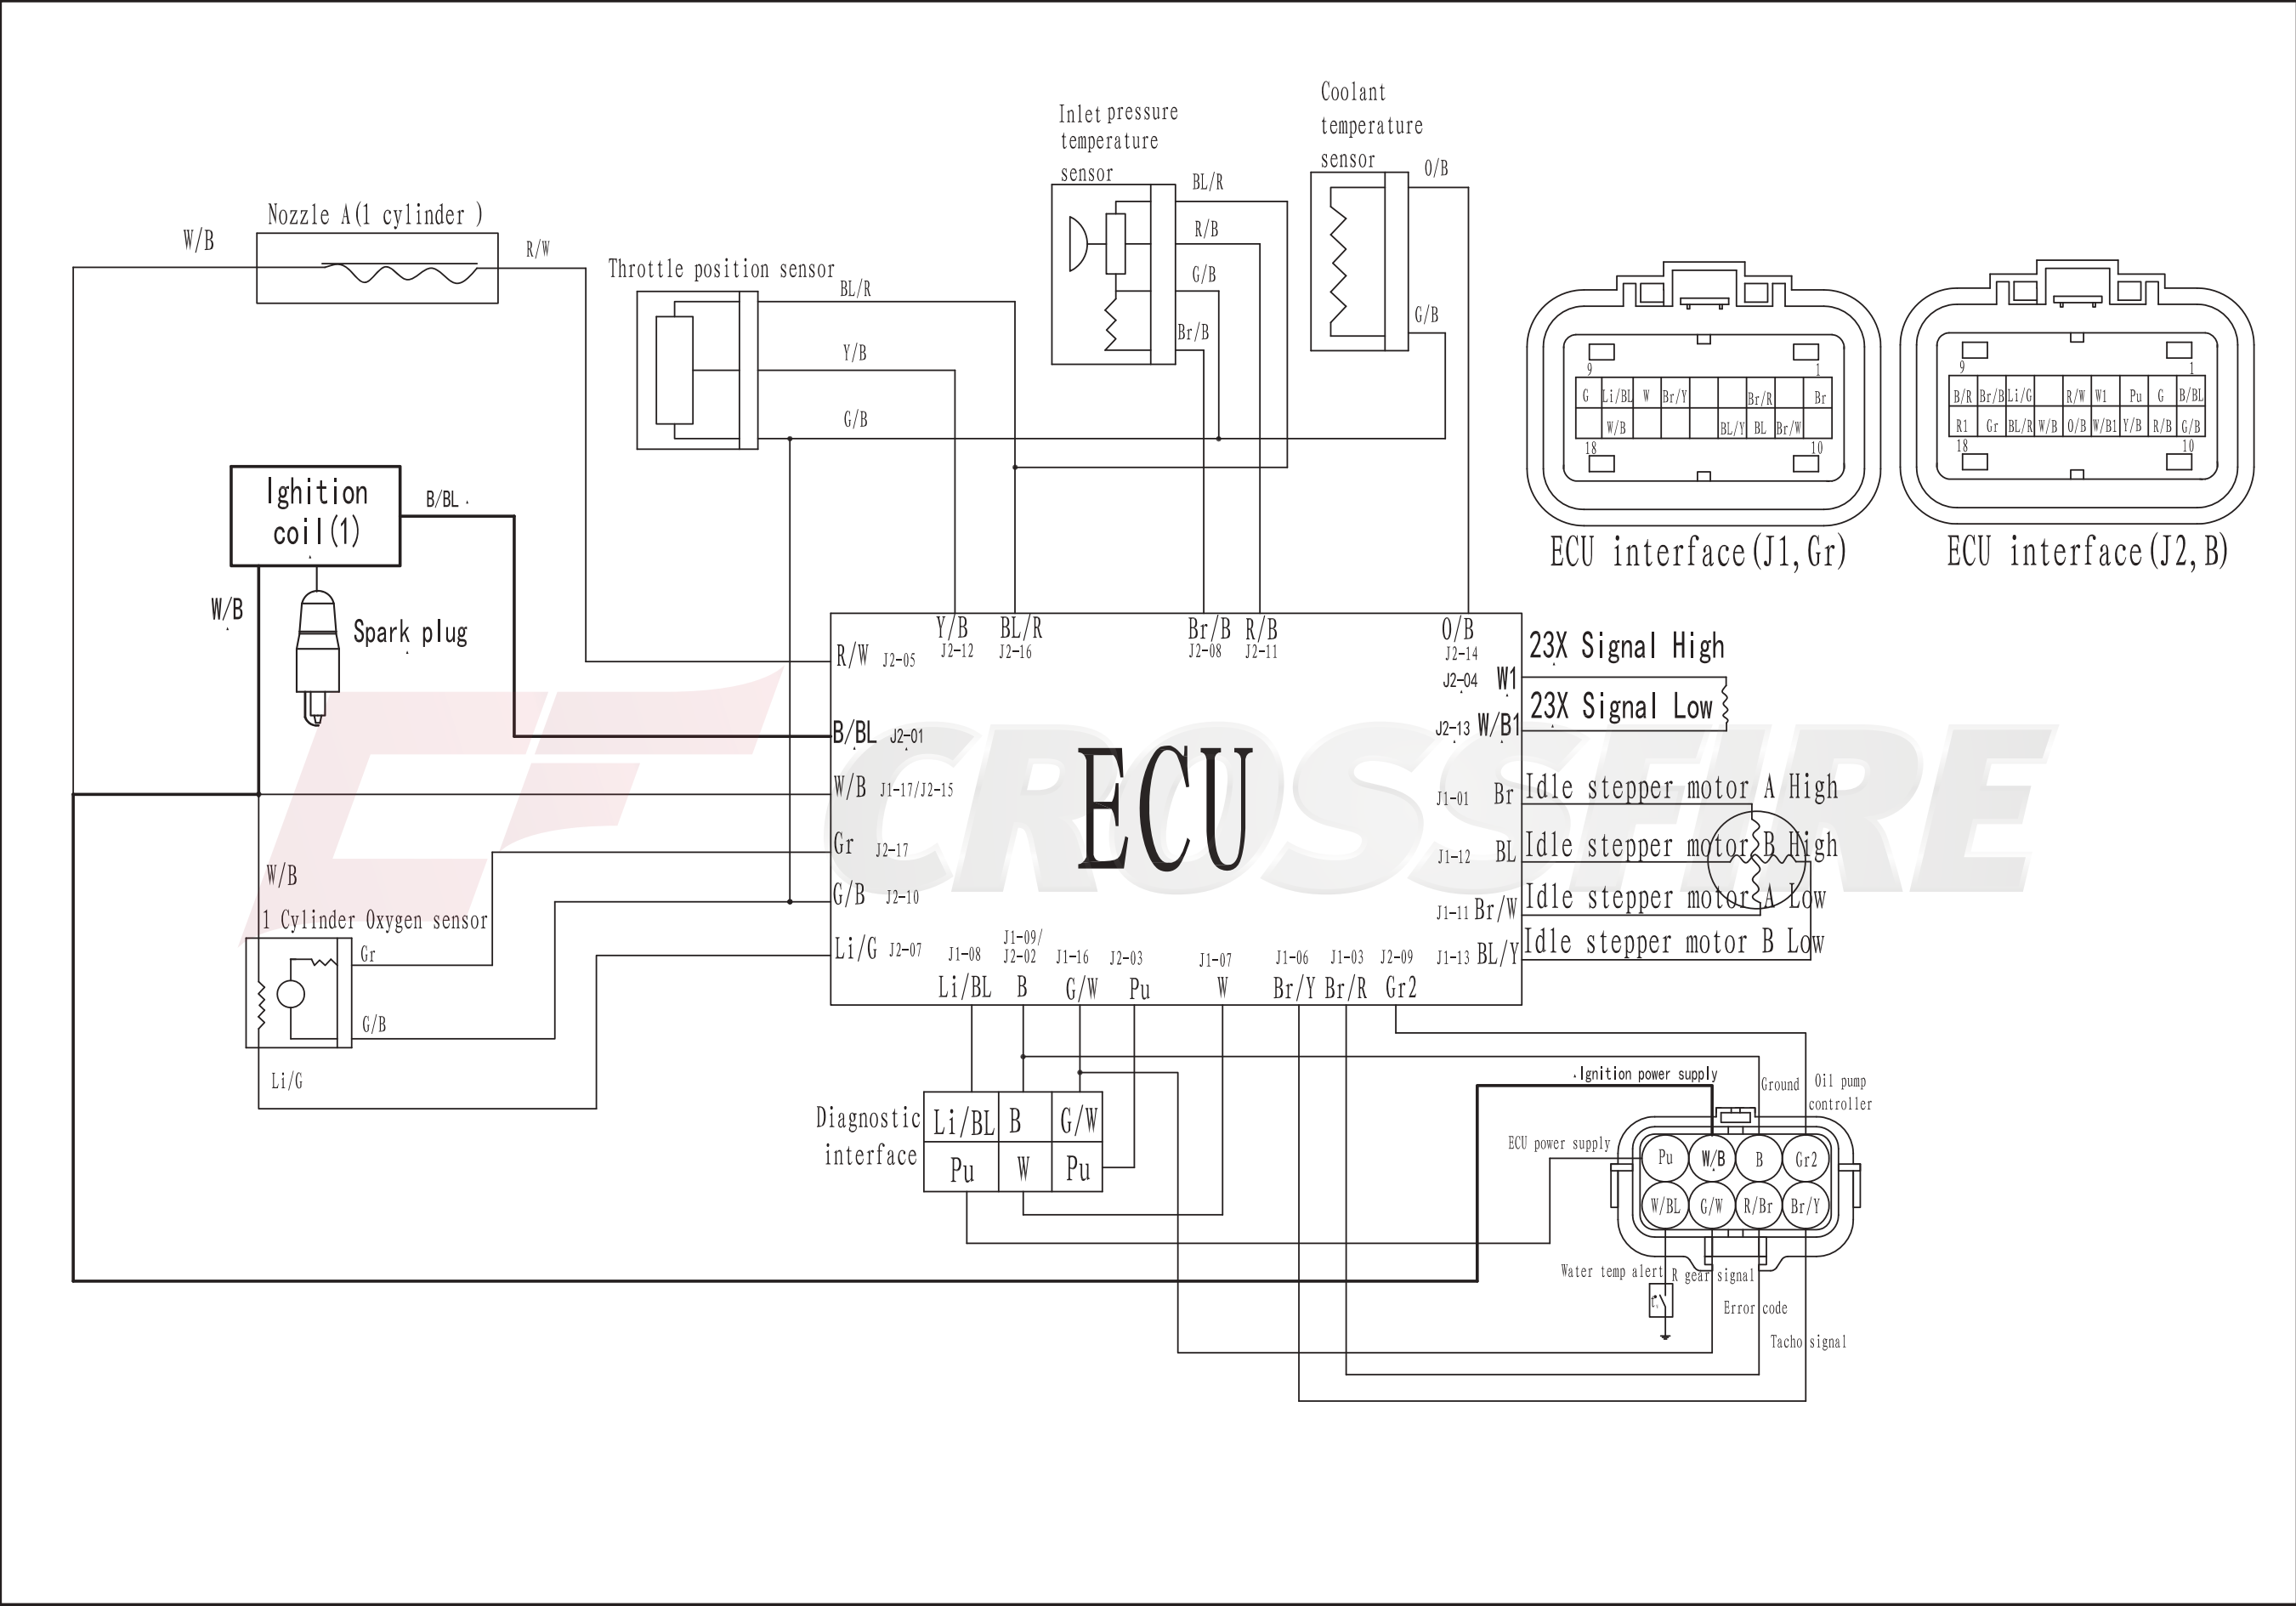 Coolant
temperature
sensor
Inlet pressure
temperature
sensor
O/B
BL/R
R/B
G/B
Br/B
G/B
Nozzle A(1 cylinder )
W/B
R/W
Throttle position sensor
BL/R
Y/B
G/B
9
1
G Li/BL W Br/Y Br/R Br
W/B BL/Y BL Br/W
18
10
ECU interface(J1,Gr)
9
1
B/R Br/B Li/G R/W W1 Pu G B/BL
R1 Gr BL/R W/B O/B W/B1 Y/B R/B G/B
18
10
ECU interface(J2,B)
Ighition
coil(1)
B/BL
W/B
Spark plug
Y/B
J2-12
BL/R
J2-16
Br/B
J2-08
R/B
J2-11
O/B
J2-14
R/W J2-05
J2-04 W1
23X Signal High
23X Signal Low
B/BL J2-01
J2-13 W/B1
CROSSFIRE
ECU
W/B J1-17/J2-15
J1-01 Br
Idle stepper motor A High
Gr J2-17
J1-12 BL
Idle stepper motor B High
G/B J2-10
J1-11 Br/W
Idle stepper motor A Low
Li/G J2-07
J1-13 BL/Y
Idle stepper motor B Low
W/B
1 Cylinder Oxygen sensor
Gr
G/B
Li/G
J1-08
Li/BL
J1-09/
J2-02
B
J1-16
G/W
J2-03
Pu
J1-07
W
J1-06
Br/Y
J1-03
Br/R
J2-09
Gr2
Diagnostic
interface
Li/BL B G/W
Pu W Pu
Ignition power supply
Ground
Oil pump
controller
ECU power supply
Pu W/B B Gr2
W/BL G/W R/Br Br/Y
Water temp alert
R gear signal
Error code
Tacho signal